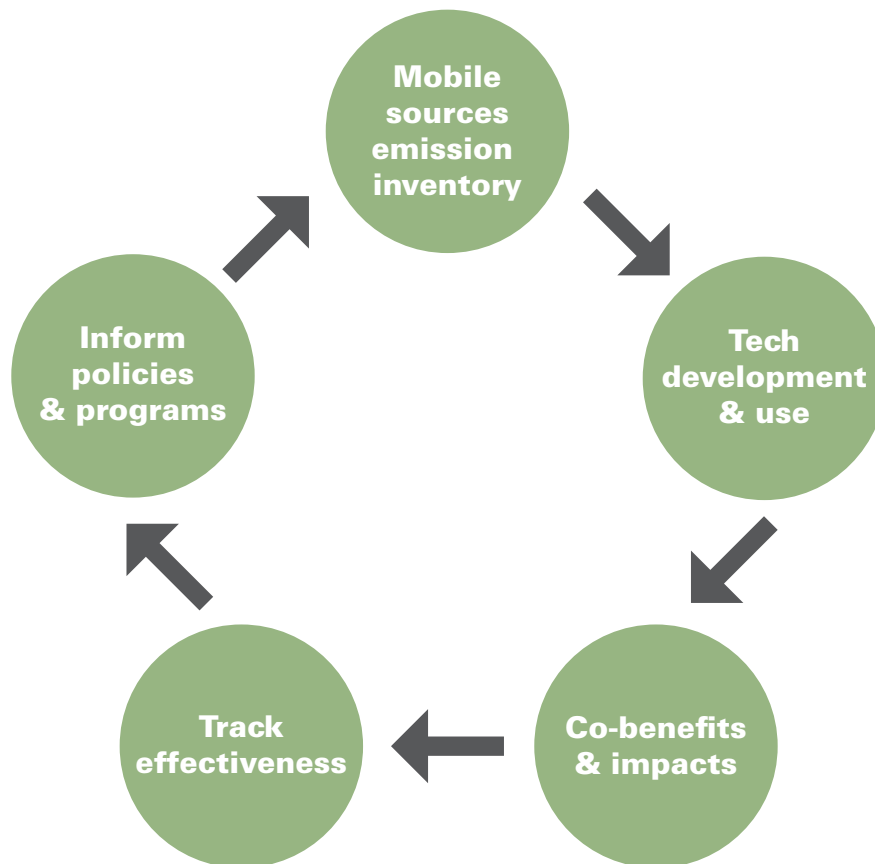 Mobile
sources
emission
inventory
Tech
development
& use
Co-benefits
& impacts
Track
effectiveness
Inform
policies
& programs